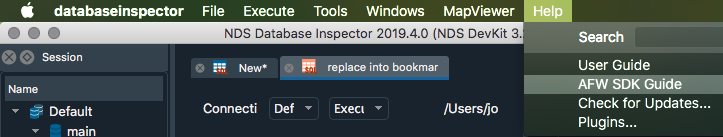 databaseinspector File Execute Tools Windows MapViewer Help
NDS Database Inspector 2019.4.0 (NDS DevKit 3.
Search
Session
New*
replace into bookmar
User Guide
Name
AFW SDK Guide
Default
Connecti Def Execu /Users/jo
Check for Updates...
main
Plugins...